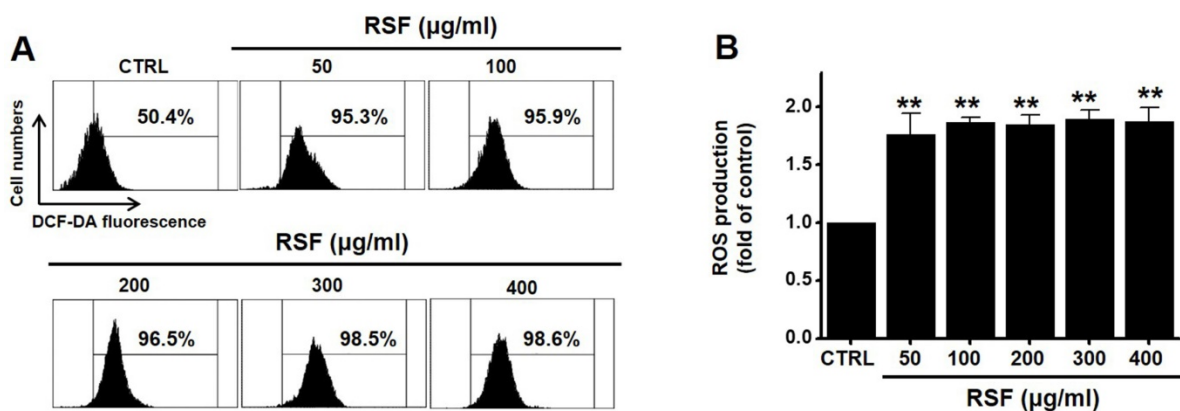 A
RSF (µg/ml)
CTRL
50
100
50.4%
95.3%
95.9%
Cell numbers
DCF-DA fluorescence
RSF (µg/ml)
200
300
400
96.5%
98.5%
98.6%
B
ROS production
(fold of control)
2.0
1.5
1.0
0.5
0.0
** ** ** ** **
CTRL 50 100 200 300 400
RSF (µg/ml)